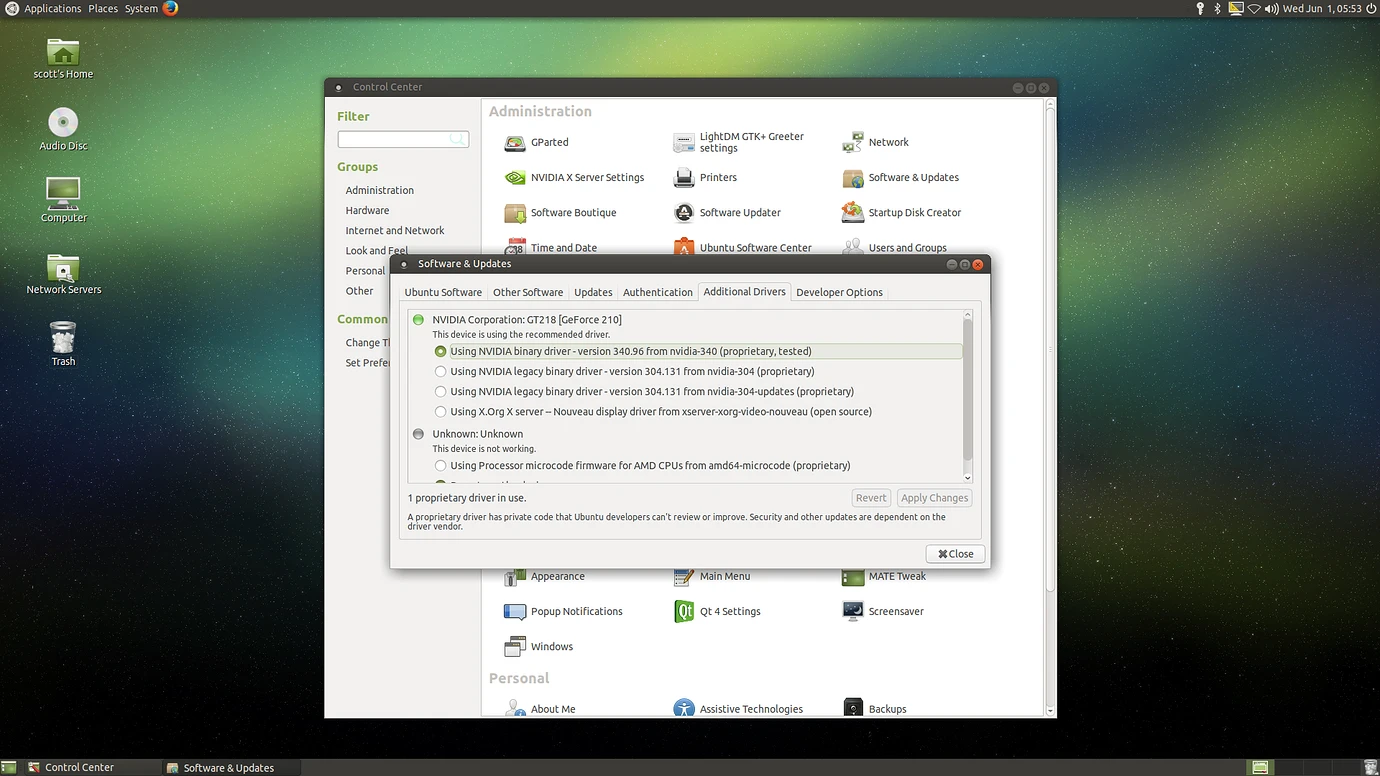 Applications Places System
Wed Jun 1, 05:53
scott's Home
Audio Disc
Computer
Network Servers
Trash
Control Center
Filter
Groups
Administration
Hardware
Internet and Network
Look and Feel
Personal
Other
Common
Change
Set
Administration
GParted
LightDM GTK+ Greeter
settings
Network
NVIDIA X Server Settings
Printers
Software & Updates
Software Boutique
Software Updater
Startup Disk Creator
Time and Date
Ubuntu Software Center
Users and Groups
Software & Updates
Ubuntu Software
Other Software
Updates
Authentication
Additional Drivers
Developer Options
NVIDIA Corporation: GT218 [GeForce 210]
This device is using the recommended driver.
Using NVIDIA binary driver - version 340.96 from nvidia-340 (proprietary, tested)
Using NVIDIA legacy binary driver - version 304.131 from nvidia-304 (proprietary)
Using NVIDIA legacy binary driver - version 304.131 from nvidia-304-updates (proprietary)
Using X.Org X server -- Nouveau display driver from xserver-xorg-video-nouveau (open source)
Unknown: Unknown
This device is not working.
Using Processor microcode firmware for AMD CPUs from amd64-microcode (proprietary)
1 proprietary driver in use.
Revert
Apply Changes
A proprietary driver has private code that Ubuntu developers can't review or improve. Security and other updates are dependent on the
driver vendor.
Close
Appearance
Main Menu
MATE Tweak
Popup Notifications
Qt 4 Settings
Screensaver
Windows
Personal
About Me
Assistive Technologies
Backups
Control Center
Software & Updates